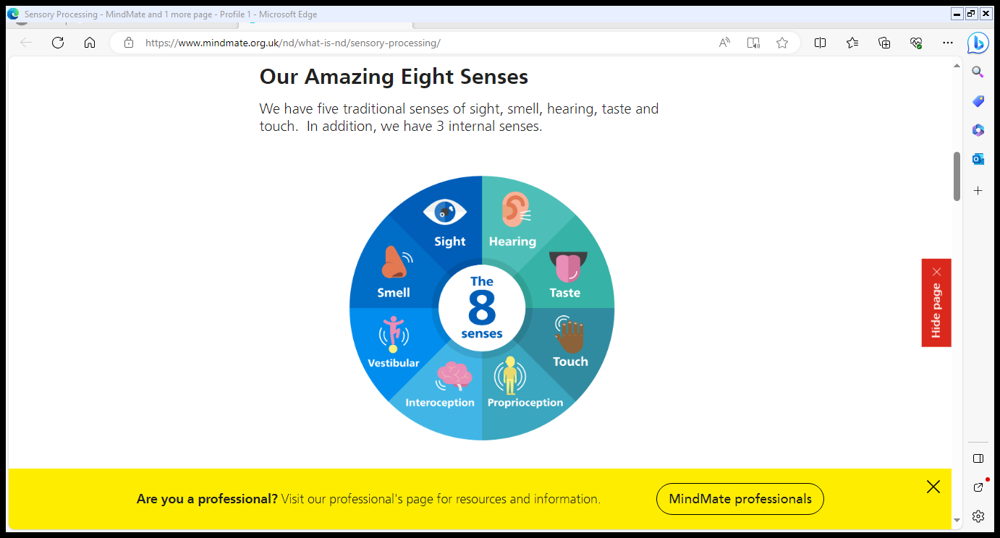 Sensory Processing - MindMate and 1 more page - Profile 1 - Microsoft Edge
https://www.mindmate.org.uk/nd/what-is-nd/sensory-processing/
Our Amazing Eight Senses
We have five traditional senses of sight, smell, hearing, taste and
touch.  In addition, we have 3 internal senses.
Sight
Hearing
Smell
Taste
The
8
senses
Vestibular
Touch
Interoception
Proprioception
Hide page
Are you a professional? Visit our professional's page for resources and information.
MindMate professionals